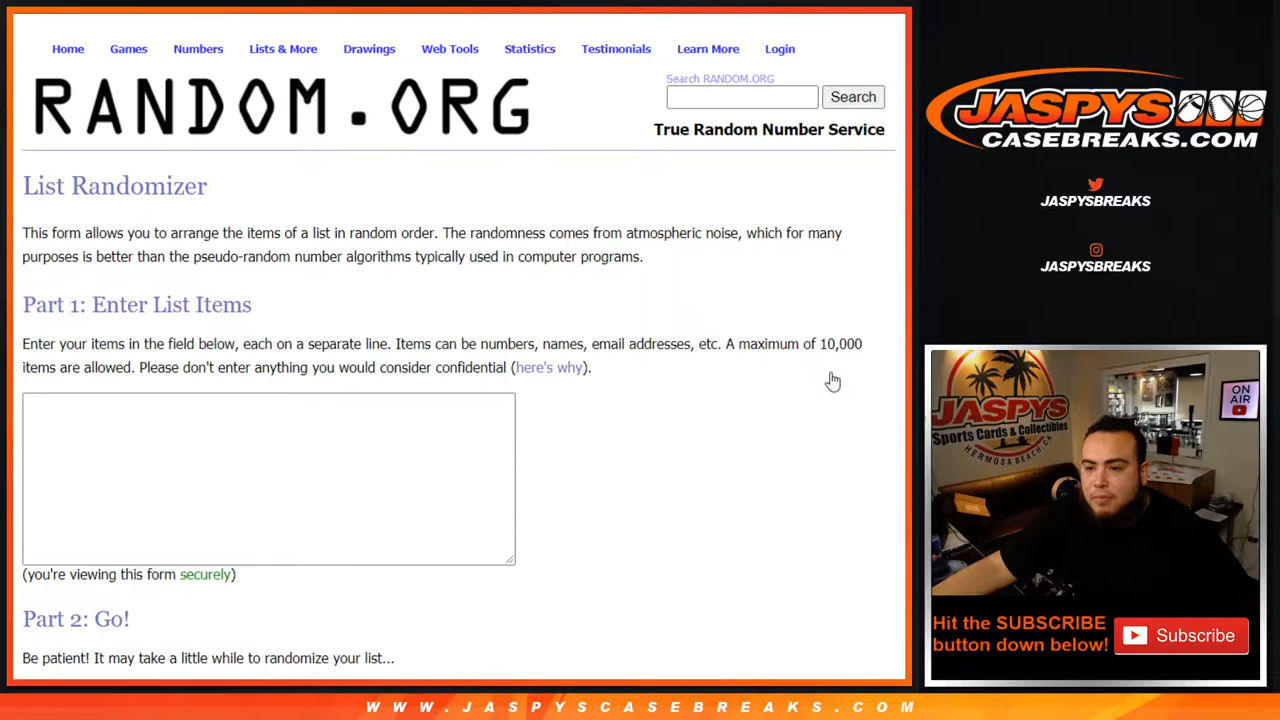 Home Games Numbers Lists & More Drawings Web Tools Statistics Testimonials Learn More Login
RANDOM.ORG
Search RANDOM.ORG
Search
True Random Number Service
List Randomizer
This form allows you to arrange the items of a list in random order. The randomness comes from atmospheric noise, which for many
purposes is better than the pseudo-random number algorithms typically used in computer programs.
Part 1: Enter List Items
Enter your items in the field below, each on a separate line. Items can be numbers, names, email addresses, etc. A maximum of 10,000
items are allowed. Please don't enter anything you would consider confidential (here's why).
(you're viewing this form securely)
Part 2: Go!
Be patient! It may take a little while to randomize your list...
JASPYS
CASEBREAKS.COM
JASPYSBREAKS
JASPYSBREAKS
JASPYS
Sports Cards & Collectibles
HERMOSA BEACH, CA
ON
AIR
Hit the SUBSCRIBE
button down below!
Subscribe
WWW.JASPYSCASEBREAKS.COM